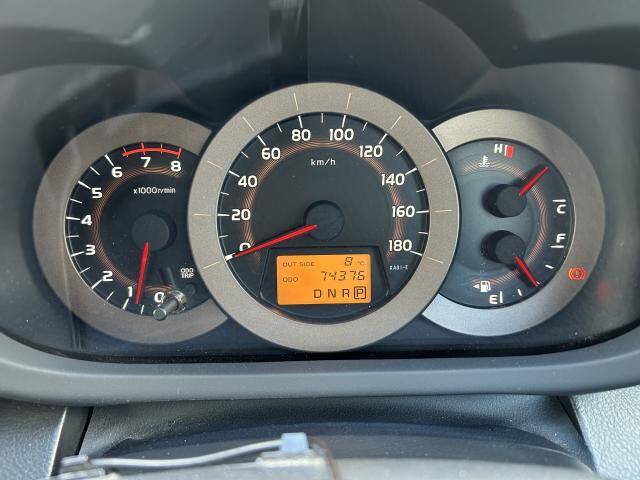 0 1 2 3 4 5 6 7 8
x1000r/min
ODO
TRIP
0 20 40 60 80 100 120 140 160 180
km/h
OUT SIDE 8 °C
ODO 74376
D N R P
XA01-E
H
C
F
E